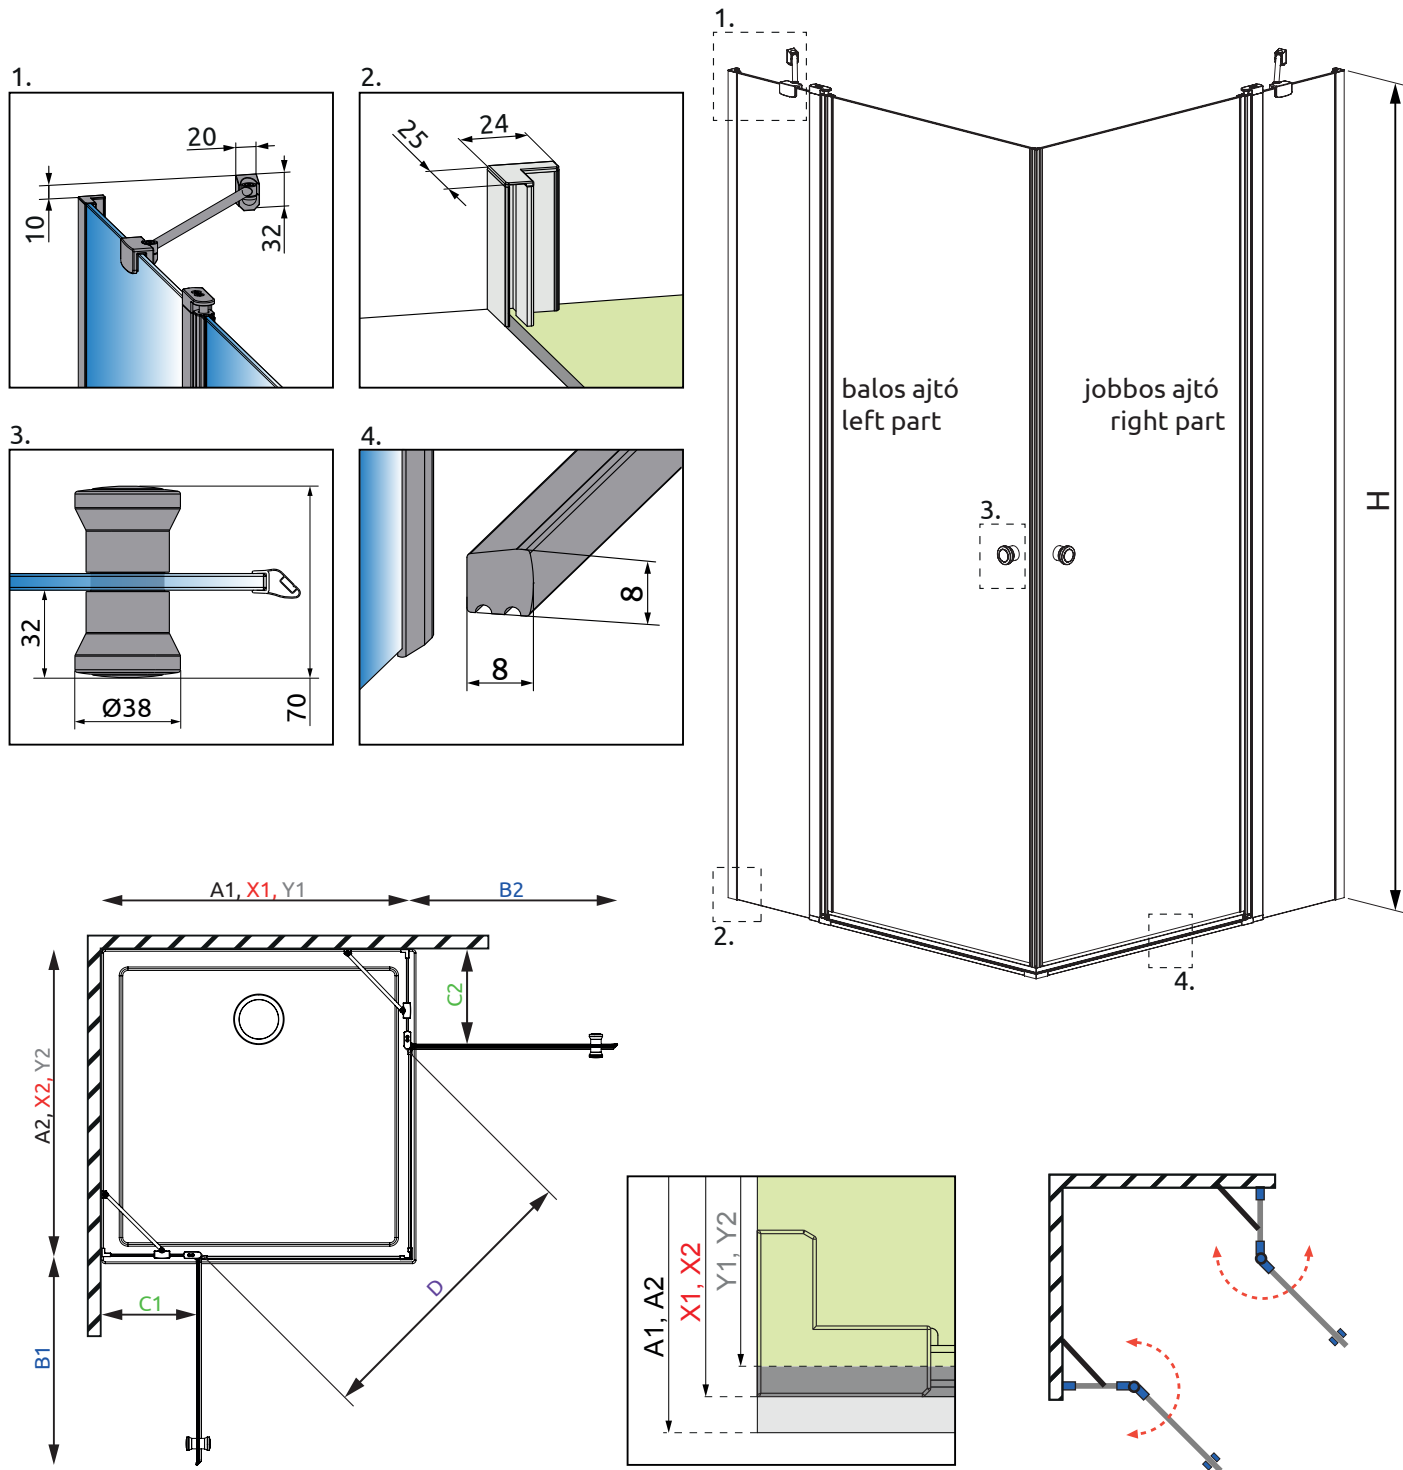 1.
20
10
32
2.
24
25
3.
32
Ø38
70
4.
8
8
1.
balos ajtó
left part
jobbos ajtó
right part
3.
H
2.
4.
A1, X1, Y1
B2
C2
A2, X2, Y2
C1
B1
D
A1, A2
X1, X2
Y1, Y2